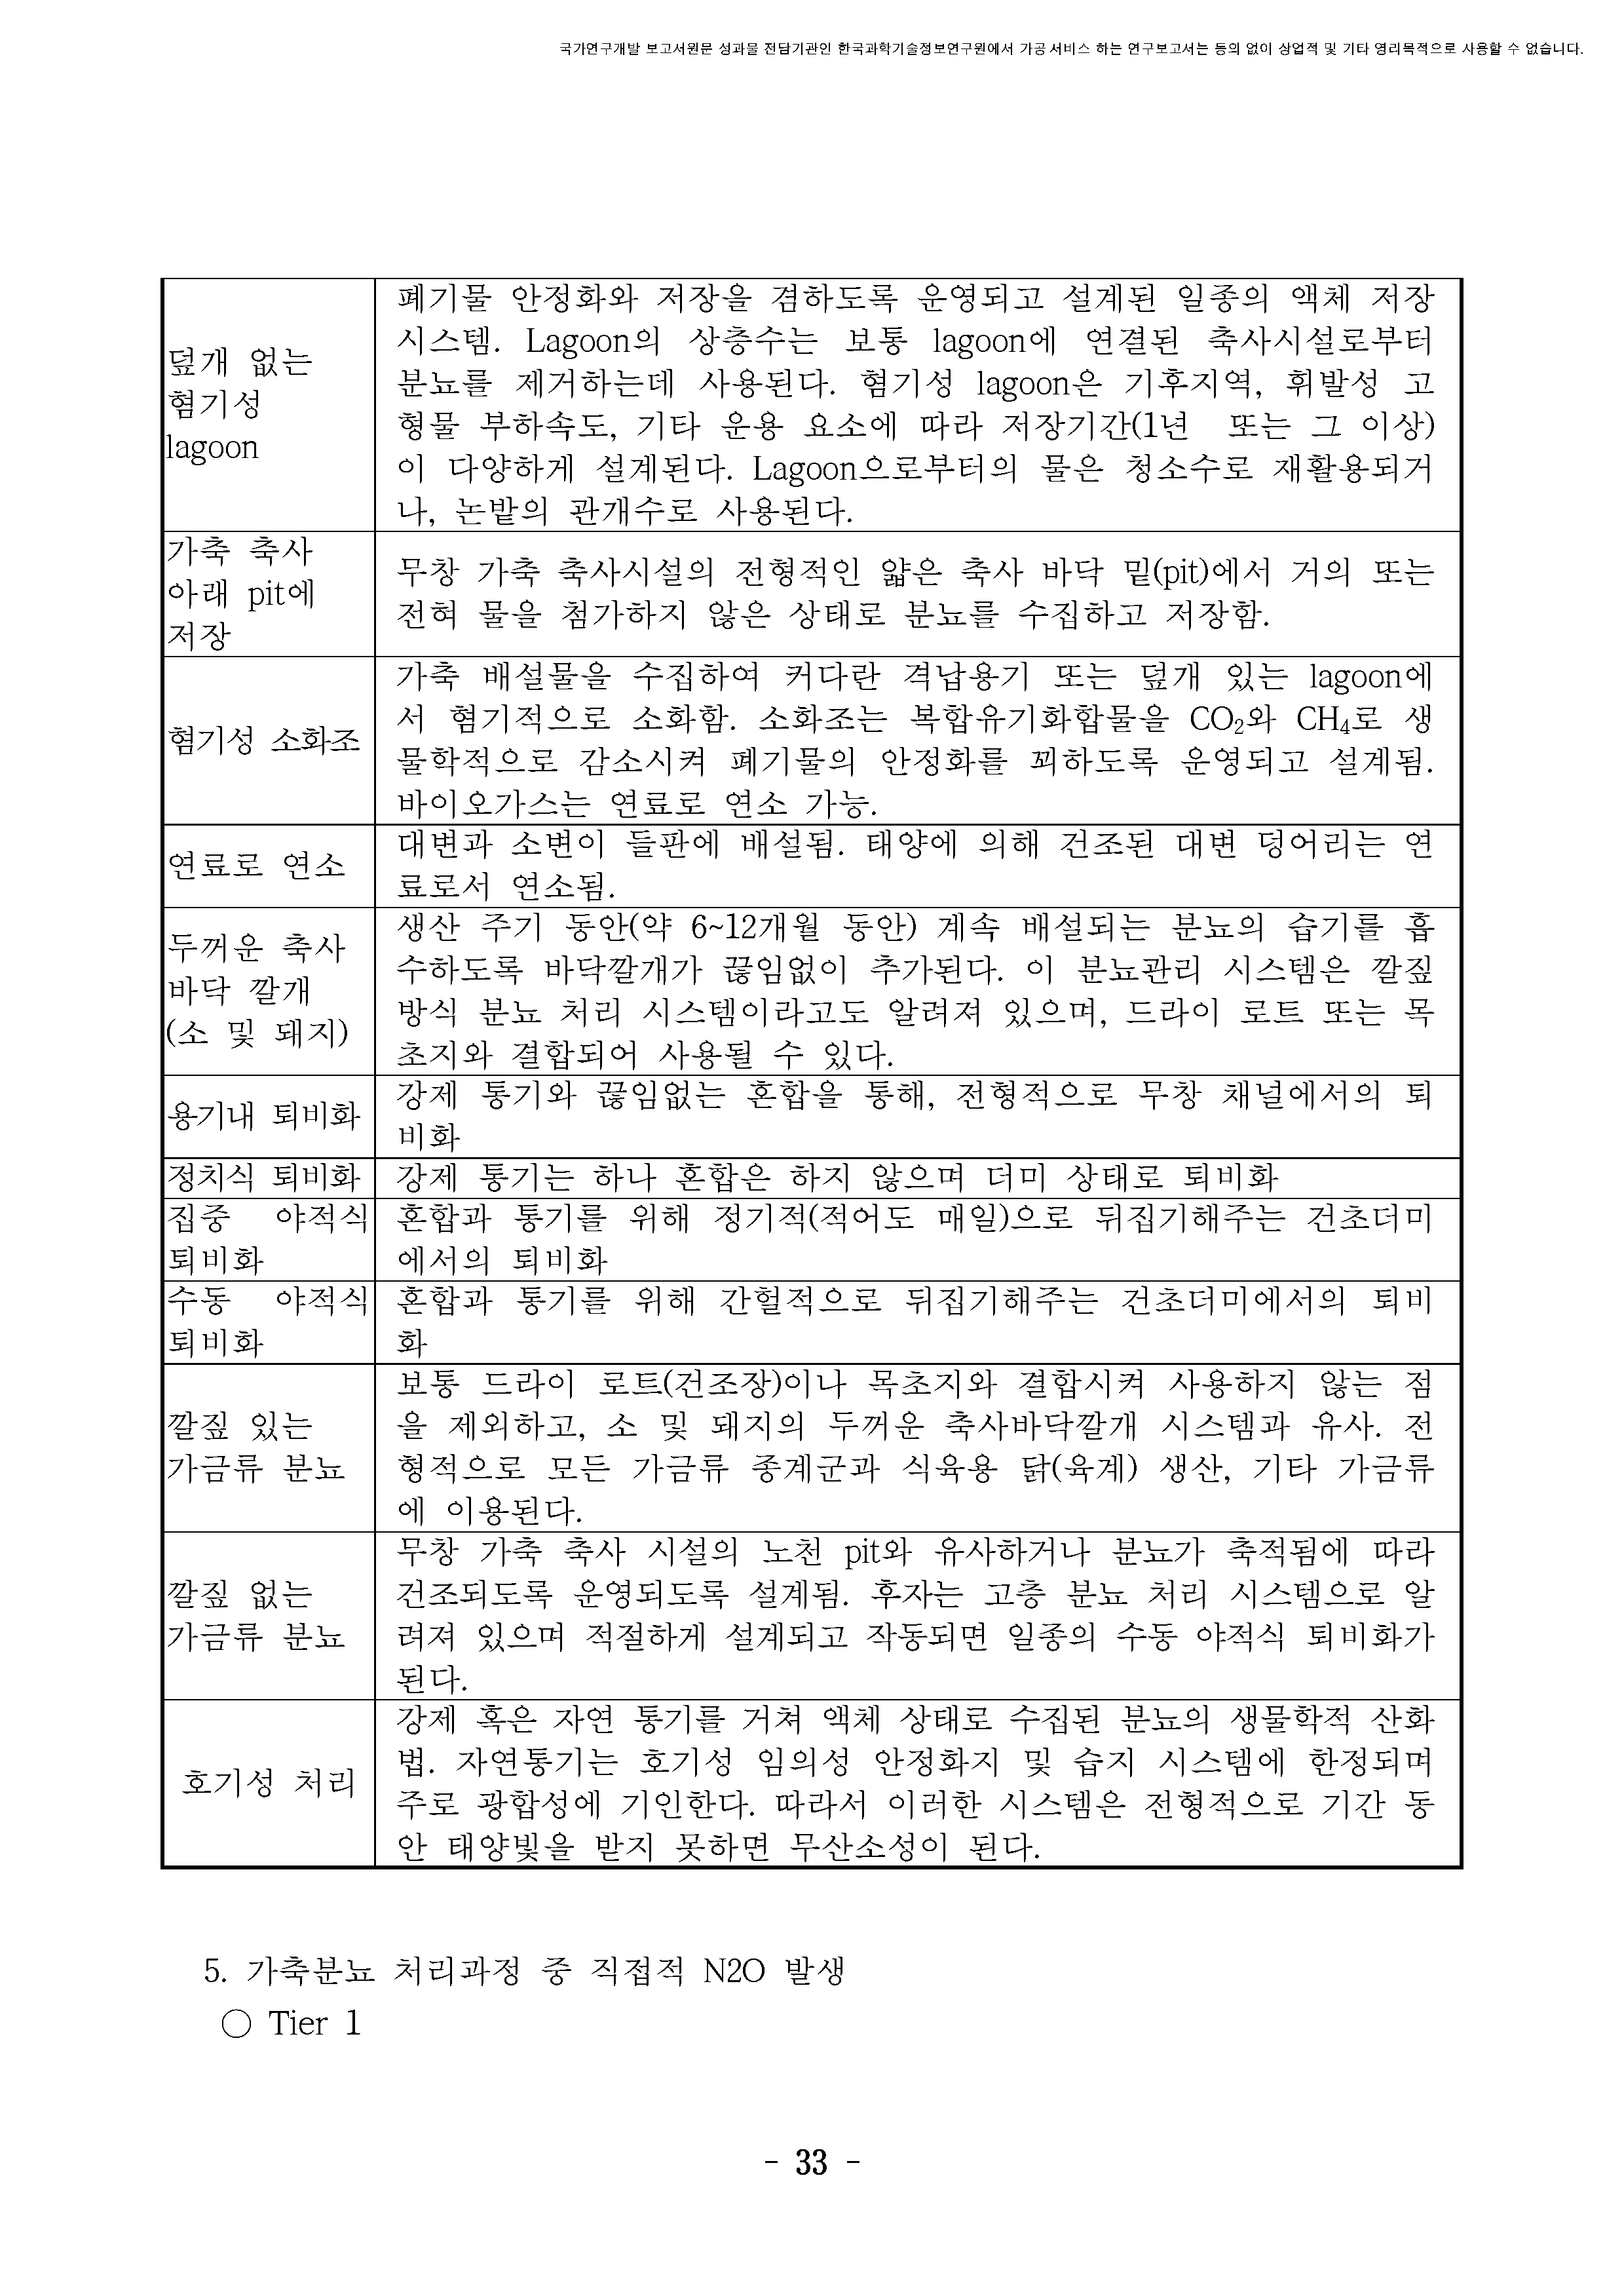 국가연구개발 보고서원문 성과물 전담기관인 한국과학기술정보연구원에서 가공·서비스 하는 연구보고서는 동의 없이 상업적 및 기타 영리목적으로 사용할 수 없습니다.
덮개 없는
혐기성
lagoon
폐기물 안정화와 저장을 겸하도록 운영되고 설계된 일종의 액체 저장
시스템. Lagoon의 상층수는 보통 lagoon에 연결된 축사시설로부터
분뇨를 제거하는데 사용된다. 혐기성 lagoon은 기후지역, 휘발성 고
형물 부하속도, 기타 운용 요소에 따라 저장기간(1년 또는 그 이상)
이 다양하게 설계된다. Lagoon으로부터의 물은 청소수로 재활용되거
나, 논밭의 관개수로 사용된다.
가축 축사
아래 pit에
저장
무창 가축 축사시설의 전형적인 얇은 축사 바닥 밑(pit)에서 거의 또는
전혀 물을 첨가하지 않은 상태로 분뇨를 수집하고 저장함.
혐기성 소화조
가축 배설물을 수집하여 커다란 격납용기 또는 덮개 있는 lagoon에
서 혐기적으로 소화함. 소화조는 복합유기화합물을 CO₂와 CH₄로 생
물학적으로 감소시켜 폐기물의 안정화를 꾀하도록 운영되고 설계됨.
바이오가스는 연료로 연소 가능.
연료로 연소
대변과 소변이 들판에 배설됨. 태양에 의해 건조된 대변 덩어리는 연
료로서 연소됨.
두꺼운 축사
바닥 깔개
(소 및 돼지)
생산 주기 동안(약 6~12개월 동안) 계속 배설되는 분뇨의 습기를 흡
수하도록 바닥깔개가 끊임없이 추가된다. 이 분뇨관리 시스템은 깔짚
방식 분뇨 처리 시스템이라고도 알려져 있으며, 드라이 로트 또는 목
초지와 결합되어 사용될 수 있다.
용기내 퇴비화
강제 통기와 끊임없는 혼합을 통해, 전형적으로 무창 채널에서의 퇴
비화
정치식 퇴비화
강제 통기는 하나 혼합은 하지 않으며 더미 상태로 퇴비화
집중 야적식
퇴비화
혼합과 통기를 위해 정기적(적어도 매일)으로 뒤집기해주는 건초더미
에서의 퇴비화
수동 야적식
퇴비화
혼합과 통기를 위해 간헐적으로 뒤집기해주는 건초더미에서의 퇴비
화
깔짚 있는
가금류 분뇨
보통 드라이 로트(건조장)이나 목초지와 결합시켜 사용하지 않는 점
을 제외하고, 소 및 돼지의 두꺼운 축사바닥깔개 시스템과 유사. 전
형적으로 모든 가금류 종계군과 식육용 닭(육계) 생산, 기타 가금류
에 이용된다.
깔짚 없는
가금류 분뇨
무창 가축 축사 시설의 노천 pit와 유사하거나 분뇨가 축적됨에 따라
건조되도록 운영되도록 설계됨. 후자는 고층 분뇨 처리 시스템으로 알
려져 있으며 적절하게 설계되고 작동되면 일종의 수동 야적식 퇴비화가
된다.
호기성 처리
강제 혹은 자연 통기를 거쳐 액체 상태로 수집된 분뇨의 생물학적 산화
법. 자연통기는 호기성 임의성 안정화지 및 습지 시스템에 한정되며
주로 광합성에 기인한다. 따라서 이러한 시스템은 전형적으로 기간 동
안 태양빛을 받지 못하면 무산소성이 된다.
5. 가축분뇨 처리과정 중 직접적 N2O 발생
○ Tier 1
- 33 -